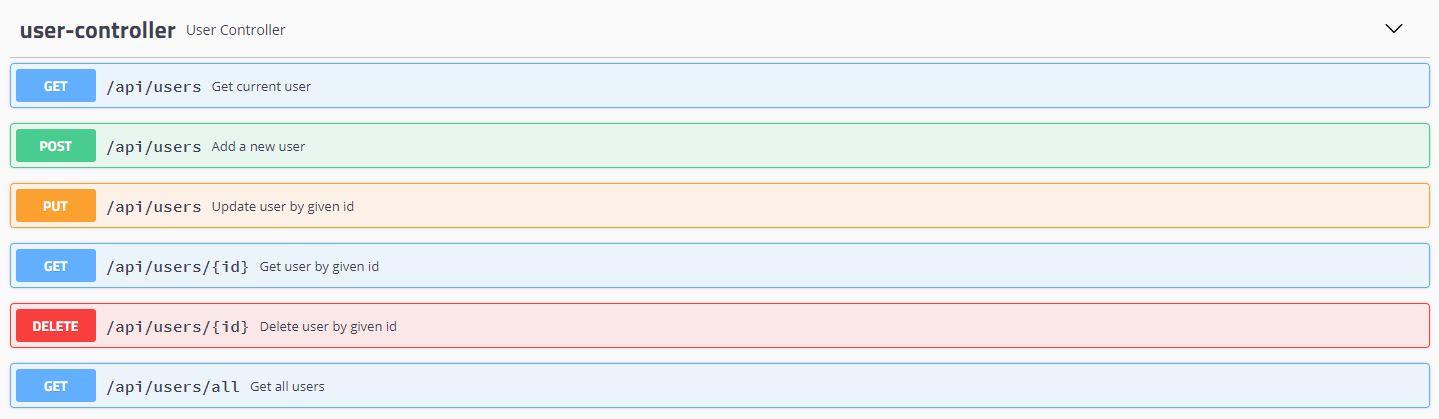 user-controller User Controller
GET /api/users Get current user
POST /api/users Add a new user
PUT /api/users Update user by given id
GET /api/users/{id} Get user by given id
DELETE /api/users/{id} Delete user by given id
GET /api/users/all Get all users